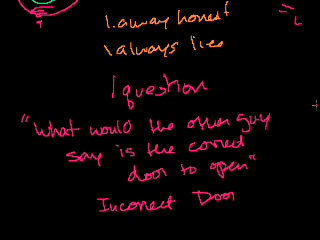 1. away honest
1 always lies
1 question
"What would the other guy
say is the correct
door to open"
Incorrect Door